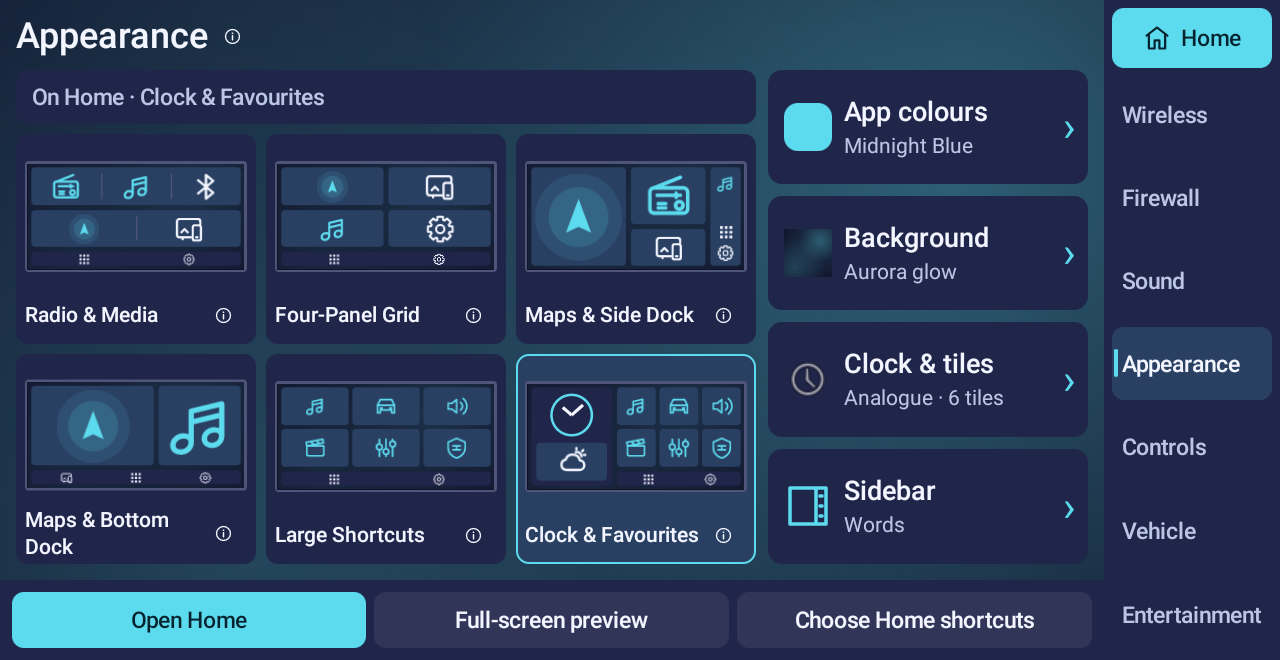 Appearance
On Home · Clock & Favourites
Radio & Media
Four-Panel Grid
Maps & Side Dock
Maps & Bottom
Dock
Large Shortcuts
Clock & Favourites
App colours
Midnight Blue
Background
Aurora glow
Clock & tiles
Analogue · 6 tiles
Sidebar
Words
Open Home
Full-screen preview
Choose Home shortcuts
Home
Wireless
Firewall
Sound
Appearance
Controls
Vehicle
Entertainment